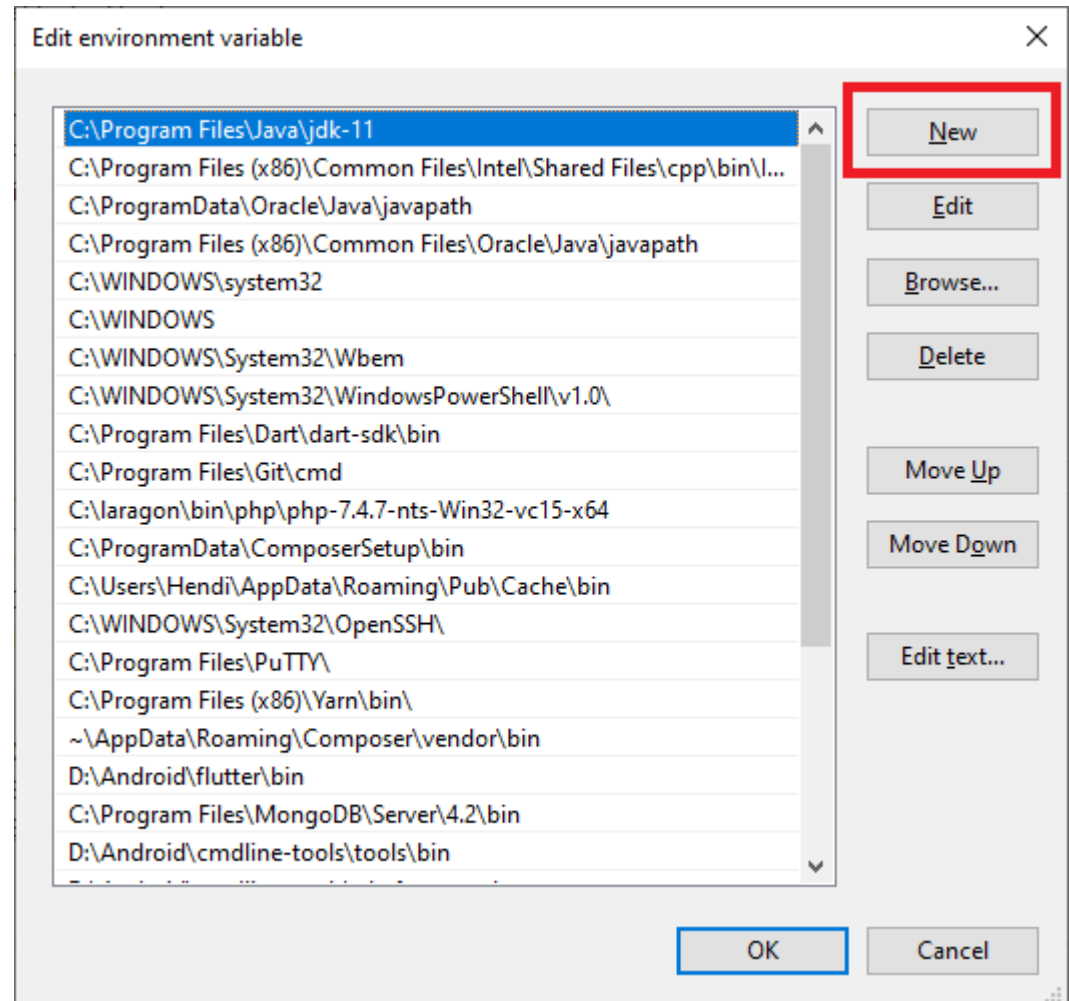 Edit environment variable
C:\Program Files\Java\jdk-11
New
C:\Program Files (x86)\Common Files\Intel\Shared Files\cpp\bin\I...
C:\ProgramData\Oracle\Java\javapath
Edit
C:\Program Files (x86)\Common Files\Oracle\Java\javapath
C:\WINDOWS\system32
Browse...
C:\WINDOWS
C:\WINDOWS\System32\Wbem
Delete
C:\WINDOWS\System32\WindowsPowerShell\v1.0\
C:\Program Files\Dart\dart-sdk\bin
C:\Program Files\Git\cmd
Move Up
C:\laragon\bin\php\php-7.4.7-nts-Win32-vc15-x64
C:\ProgramData\ComposerSetup\bin
Move Down
C:\Users\Hendi\AppData\Roaming\Pub\Cache\bin
C:\WINDOWS\System32\OpenSSH\
C:\Program Files\PuTTY\
Edit text...
C:\Program Files (x86)\Yarn\bin\
~\AppData\Roaming\Composer\vendor\bin
D:\Android\flutter\bin
C:\Program Files\MongoDB\Server\4.2\bin
D:\Android\cmdline-tools\tools\bin
OK
Cancel